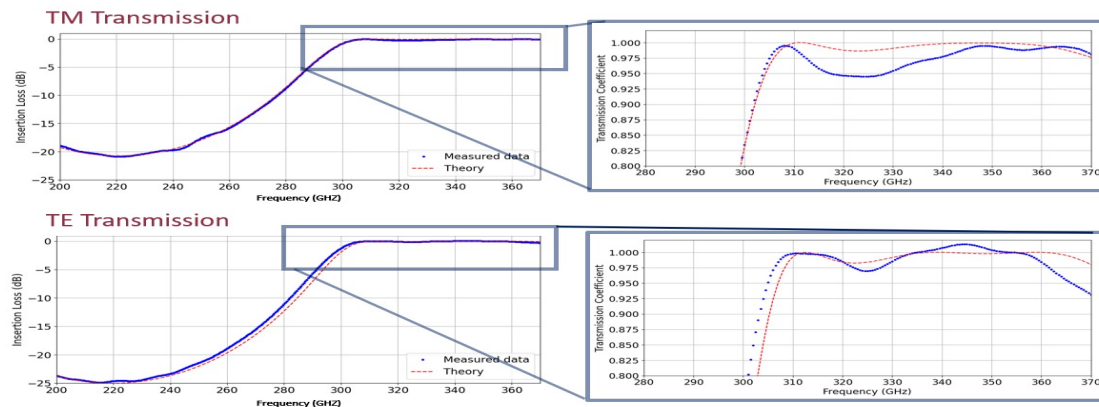 TM Transmission
0
−5
−10
−15
−20
−25
Insertion Loss (dB)
Measured data
Theory
200 220 240 260 280 300 320 340 360
Frequency (GHZ)
1.000
0.975
0.950
0.925
0.900
0.875
0.850
0.825
0.800
Transmission Coefficient
280 290 300 310 320 330 340 350 360 370
Frequency (GHz)
TE Transmission
0
−5
−10
−15
−20
−25
Insertion Loss (dB)
Measured data
Theory
200 220 240 260 280 300 320 340 360
Frequency (GHZ)
1.000
0.975
0.950
0.925
0.900
0.875
0.850
0.825
0.800
Transmission Coefficient
280 290 300 310 320 330 340 350 360 370
Frequency (GHz)